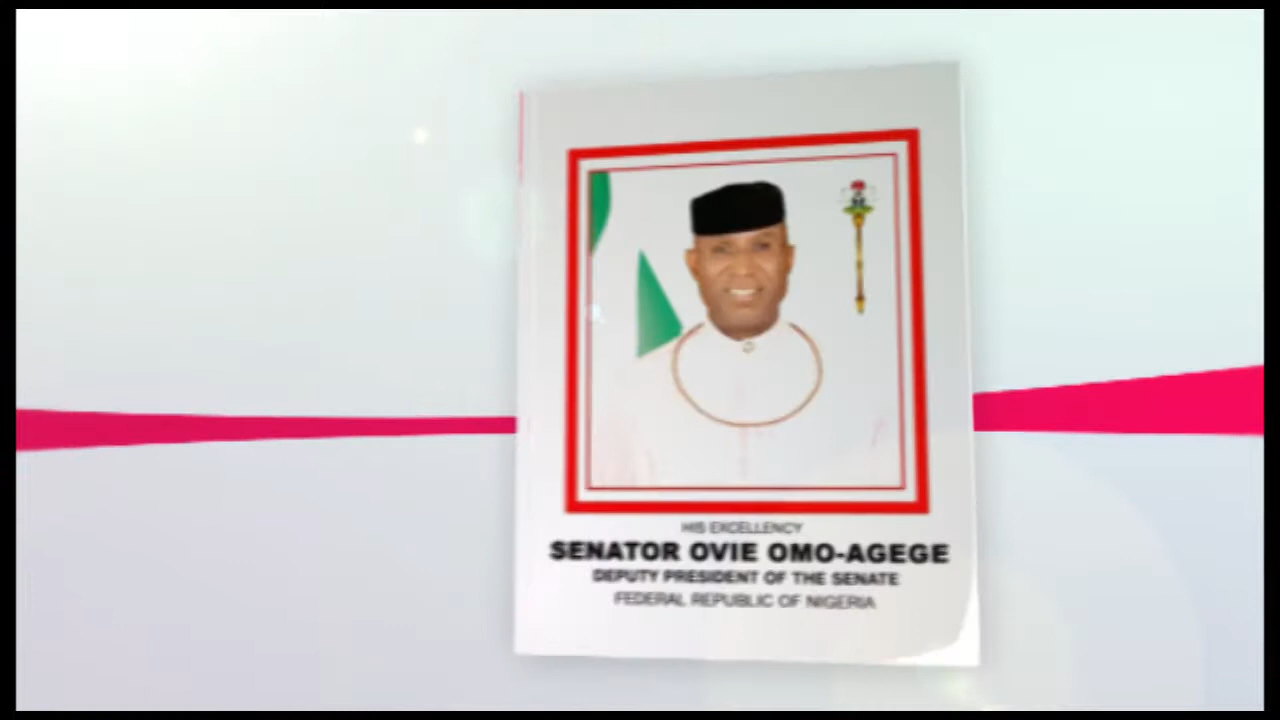 HIS EXCELLENCY
SENATOR OVIE OMO-AGEGE
DEPUTY PRESIDENT OF THE SENATE
FEDERAL REPUBLIC OF NIGERIA